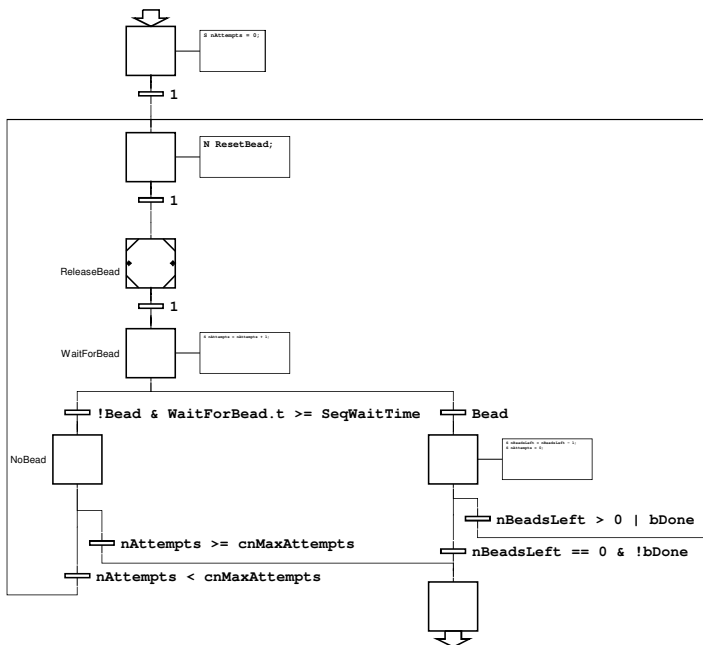 S nAttempts = 0;
1
N ResetBead;
1
ReleaseBead
1
WaitForBead
S nAttempts = nAttempts + 1;
!Bead & WaitForBead.t >= SeqWaitTime
Bead
NoBead
S nBeadsLeft = nBeadsLeft - 1;
S nAttempts = 0;
nBeadsLeft > 0 | bDone
nAttempts >= cnMaxAttempts
nBeadsLeft == 0 & !bDone
nAttempts < cnMaxAttempts